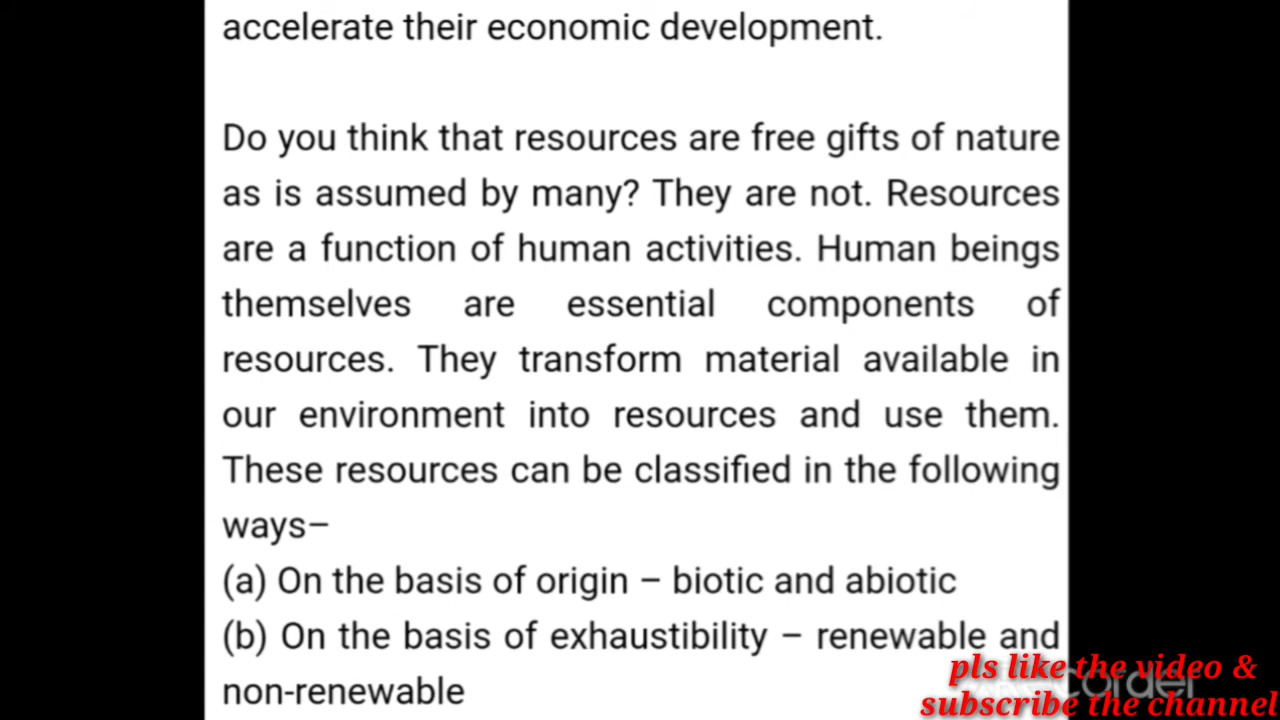 accelerate their economic development.
Do you think that resources are free gifts of nature
as is assumed by many? They are not. Resources
are a function of human activities. Human beings
themselves are essential components of
resources. They transform material available in
our environment into resources and use them.
These resources can be classified in the following
ways–
(a) On the basis of origin – biotic and abiotic
(b) On the basis of exhaustibility – renewable and
non-renewable
pls like the video &
subscribe the channel